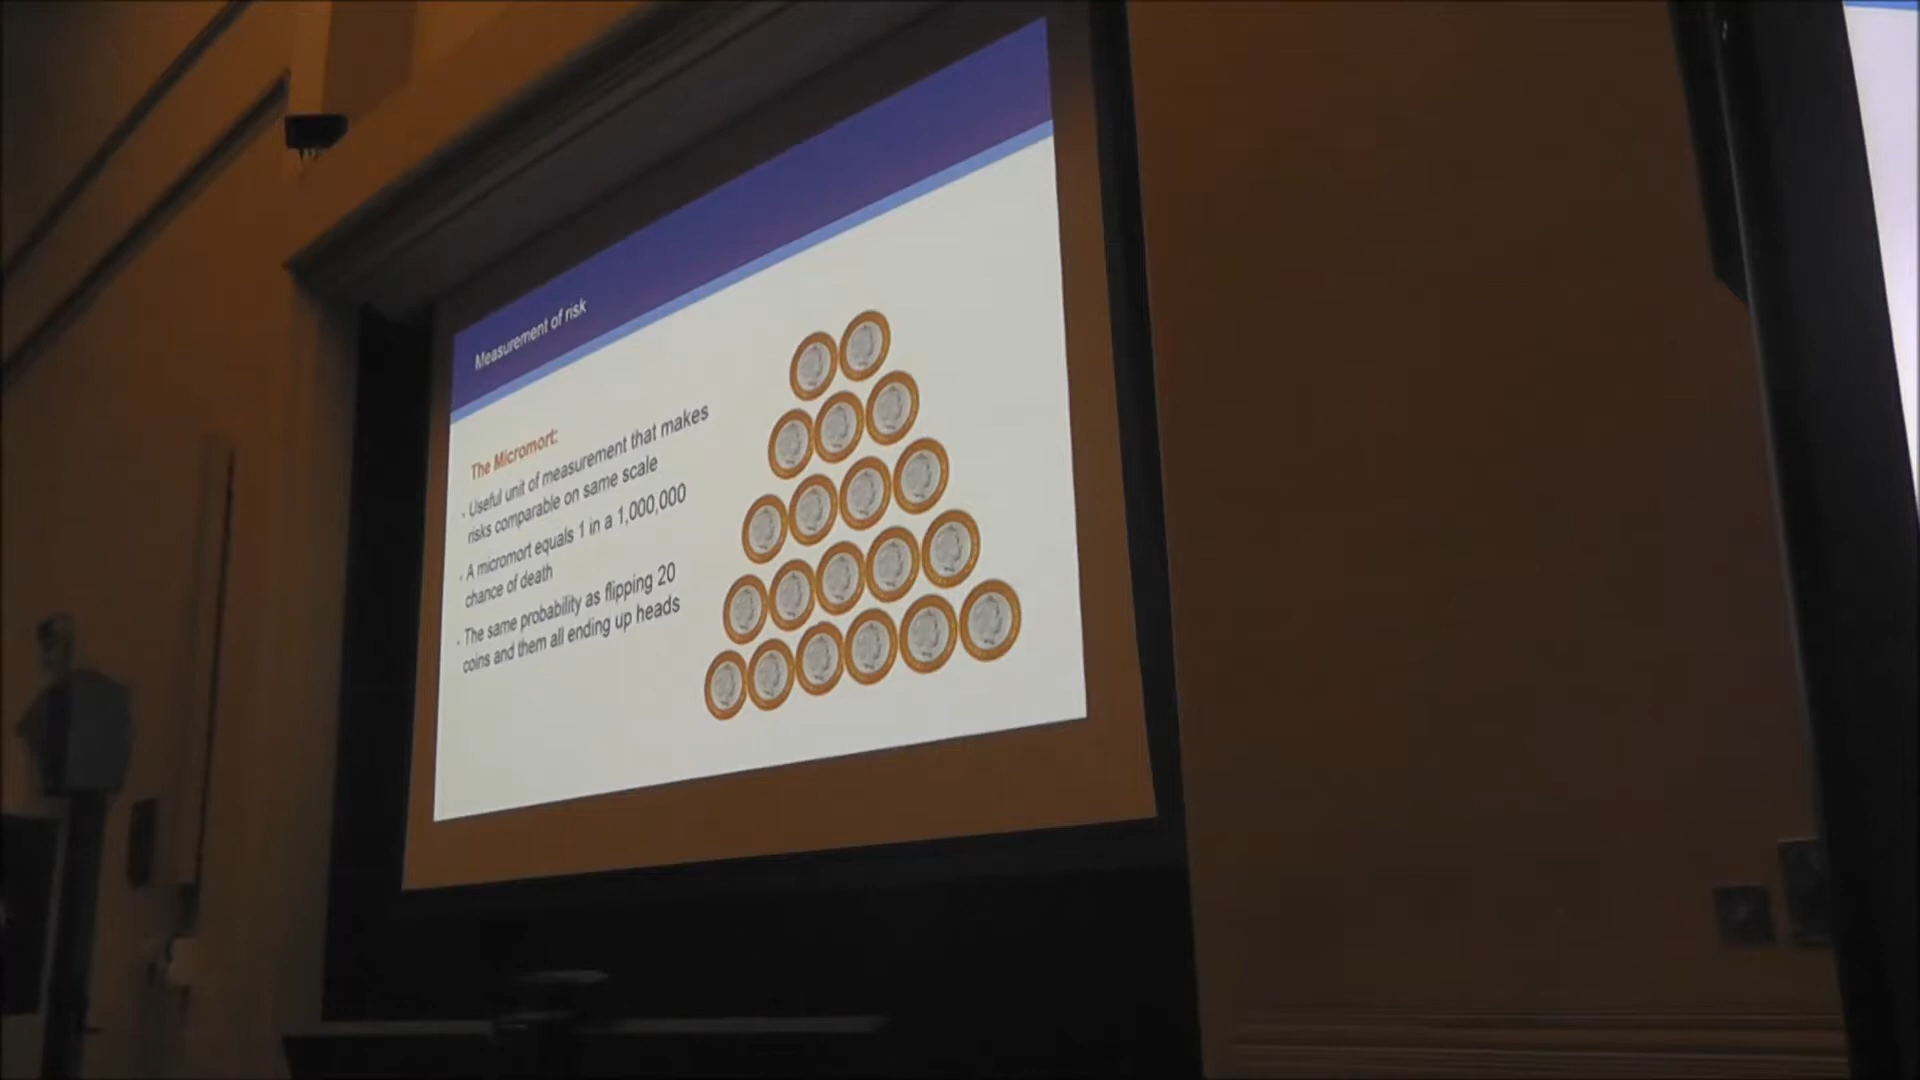 Measurement of risk
The Micromort:
- Useful unit of measurement that makes
risks comparable on same scale
- A micromort equals 1 in a 1,000,000
chance of death
- The same probability as flipping 20
coins and them all ending up heads